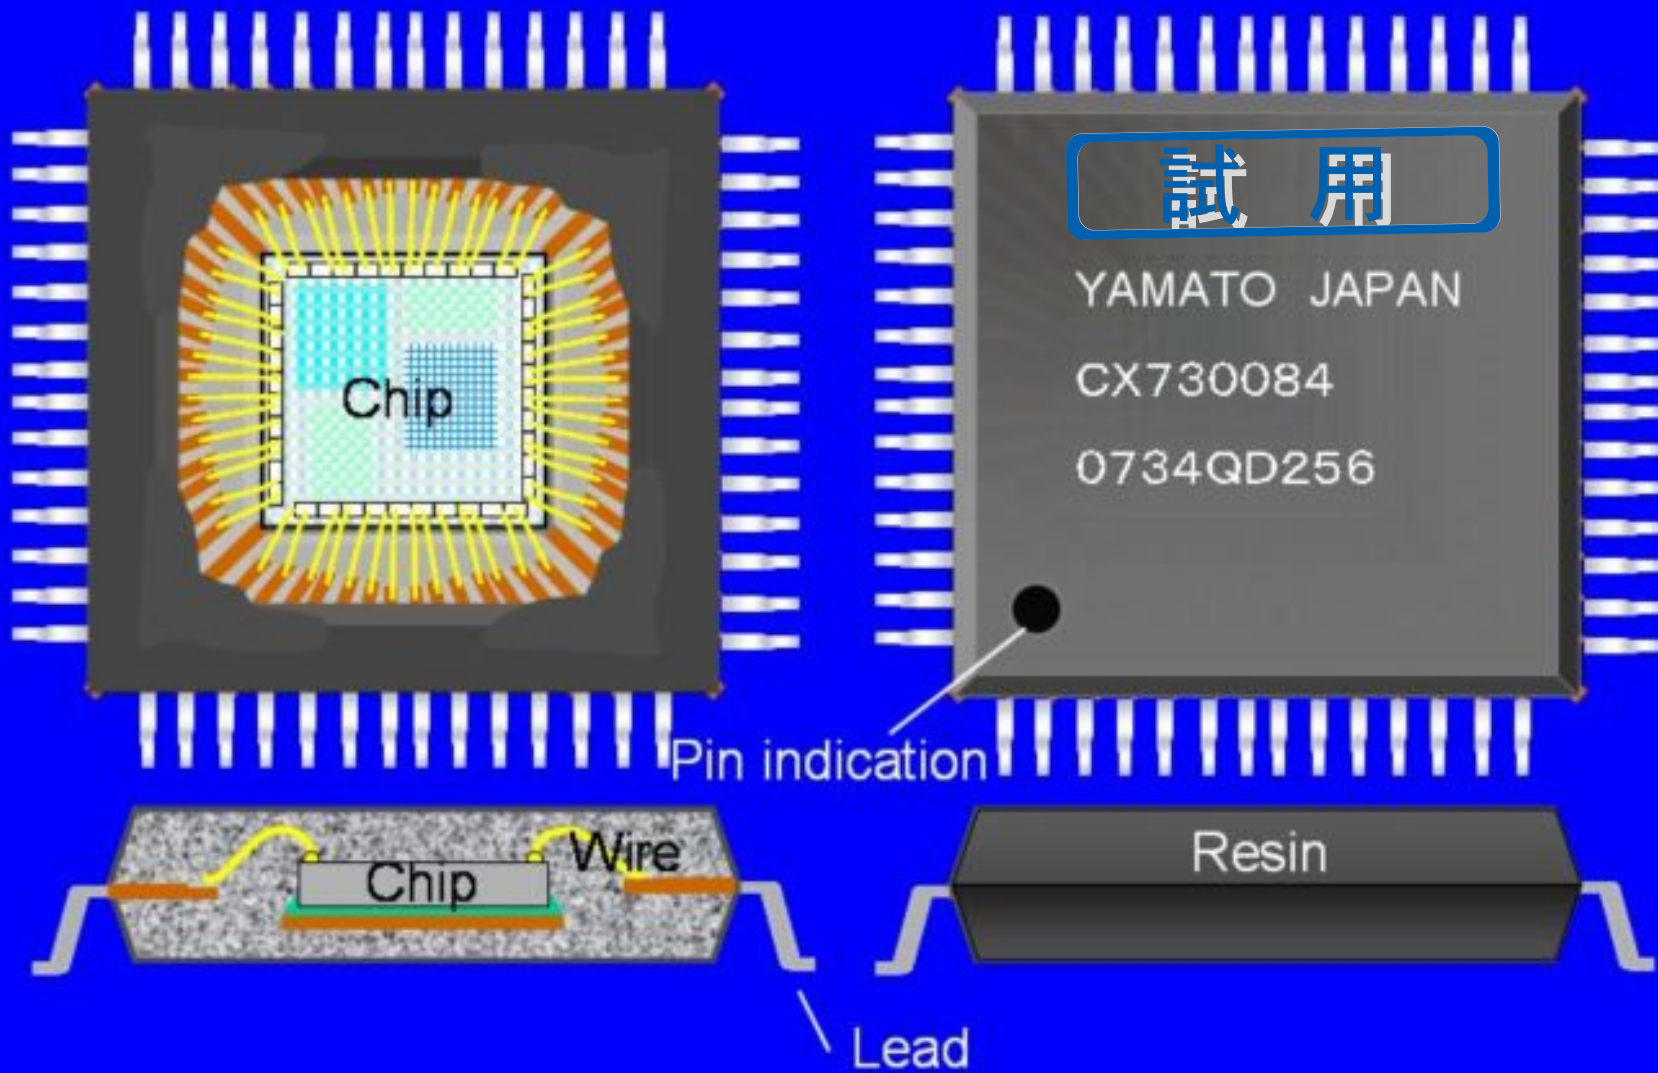 試 用
YAMATO JAPAN
CX730084
0734QD256
Chip
Pin indication
Wire
Chip
Resin
Lead